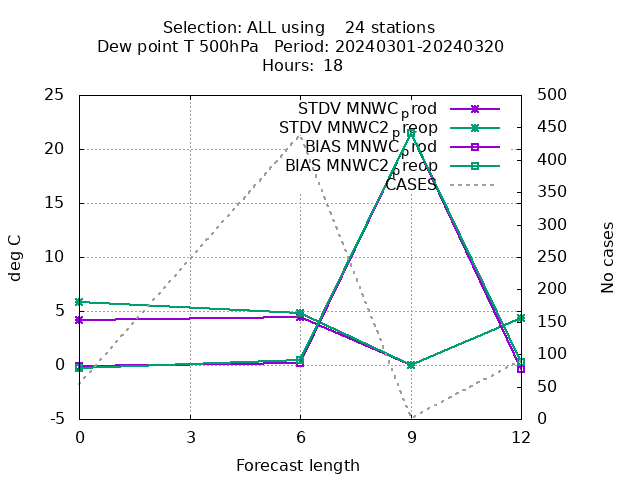 Selection: ALL using 24 stations
Dew point T 500hPa Period: 20240301-20240320
Hours: 18
STDV MNWC_prod
STDV MNWC2_preop
BIAS MNWC_prod
BIAS MNWC2_preop
CASES
25
20
15
10
5
0
-5
deg C
500
450
400
350
300
250
200
150
100
50
0
No cases
0 3 6 9 12
Forecast length